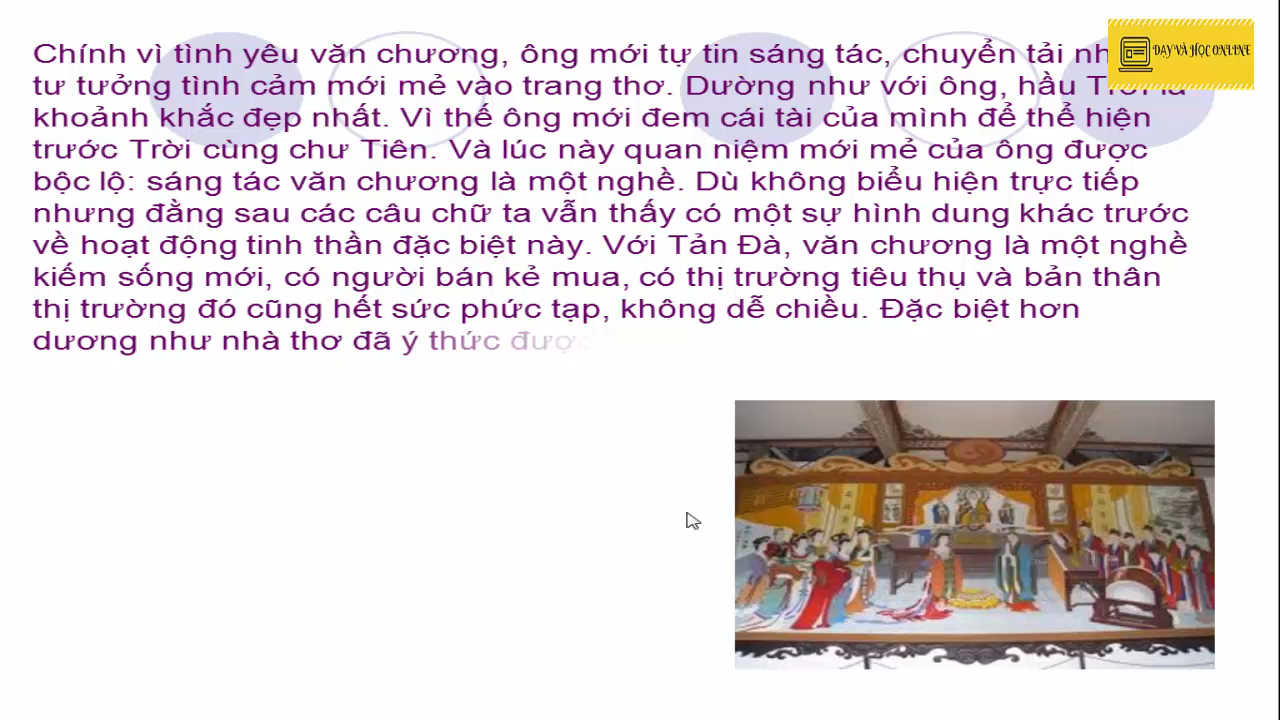 Chính vì tình yêu văn chương, ông mới tự tin sáng tác, chuyển tải
tư tưởng tình cảm mới mẻ vào trang thơ. Dường như với ông, hầu
khoảnh khắc đẹp nhất. Vì thế ông mới đem cái tài của mình để thể hiện
trước Trời cùng chư Tiên. Và lúc này quan niệm mới mẻ của ông được
bộc lộ: sáng tác văn chương là một nghề. Dù không biểu hiện trực tiếp
nhưng đằng sau các câu chữ ta vẫn thấy có một sự hình dung khác trước
về hoạt động tinh thần đặc biệt này. Với Tản Đà, văn chương là một nghề
kiếm sống mới, có người bán kẻ mua, có thị trường tiêu thụ và bản thân
thị trường đó cũng hết sức phức tạp, không dễ chiều. Đặc biệt hơn
dương như nhà thơ đã ý thức được
DẠY VÀ HỌC ONLINE